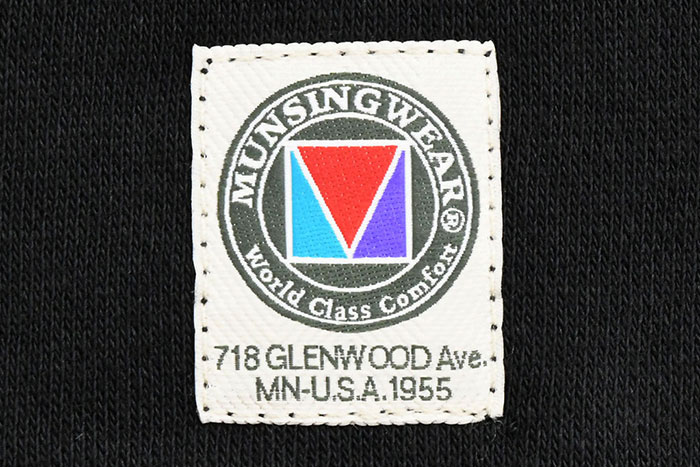 MUNSINGWEAR®
World Class Comfort
718 GLENWOOD Ave.
MN-U.S.A.1955